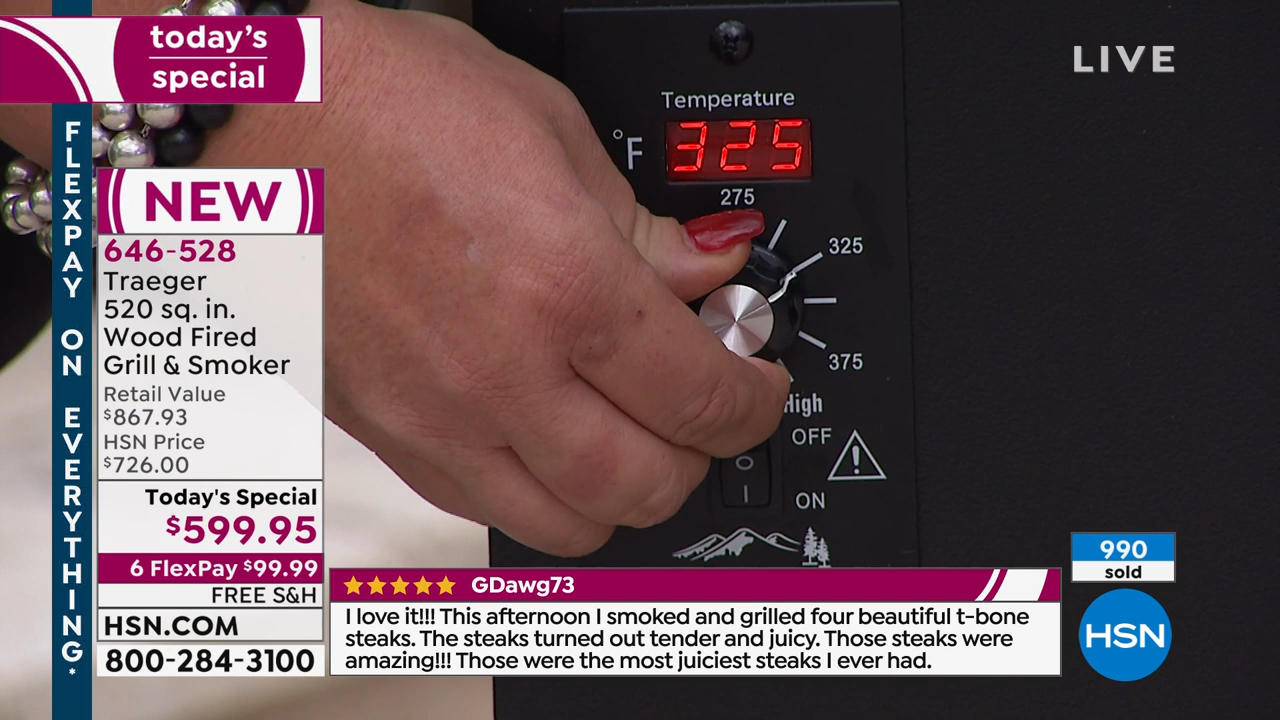 today's
special
FLEXPAY ON EVERYTHING*
NEW
646-528
Traeger
520 sq. in.
Wood Fired
Grill & Smoker
Retail Value
$867.93
HSN Price
$726.00
Today's Special
$599.95
6 FlexPay $99.99
FREE S&H
HSN.COM
800-284-3100
LIVE
Temperature
°F 325
275
325
375
High
OFF
ON
GDawg73
I love it!!! This afternoon I smoked and grilled four beautiful t-bone
steaks. The steaks turned out tender and juicy. Those steaks were
amazing!!! Those were the most juiciest steaks I ever had.
990
sold
HSN